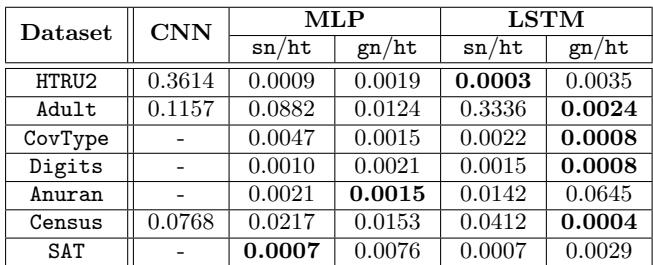 Dataset CNN MLP LSTM
sn/ht gn/ht sn/ht gn/ht
HTRU2 0.3614 0.0009 0.0019 0.0003 0.0035
Adult 0.1157 0.0882 0.0124 0.3336 0.0024
CovType - 0.0047 0.0015 0.0022 0.0008
Digits - 0.0010 0.0021 0.0015 0.0008
Anuran - 0.0021 0.0015 0.0142 0.0645
Census 0.0768 0.0217 0.0153 0.0412 0.0004
SAT - 0.0007 0.0076 0.0007 0.0029